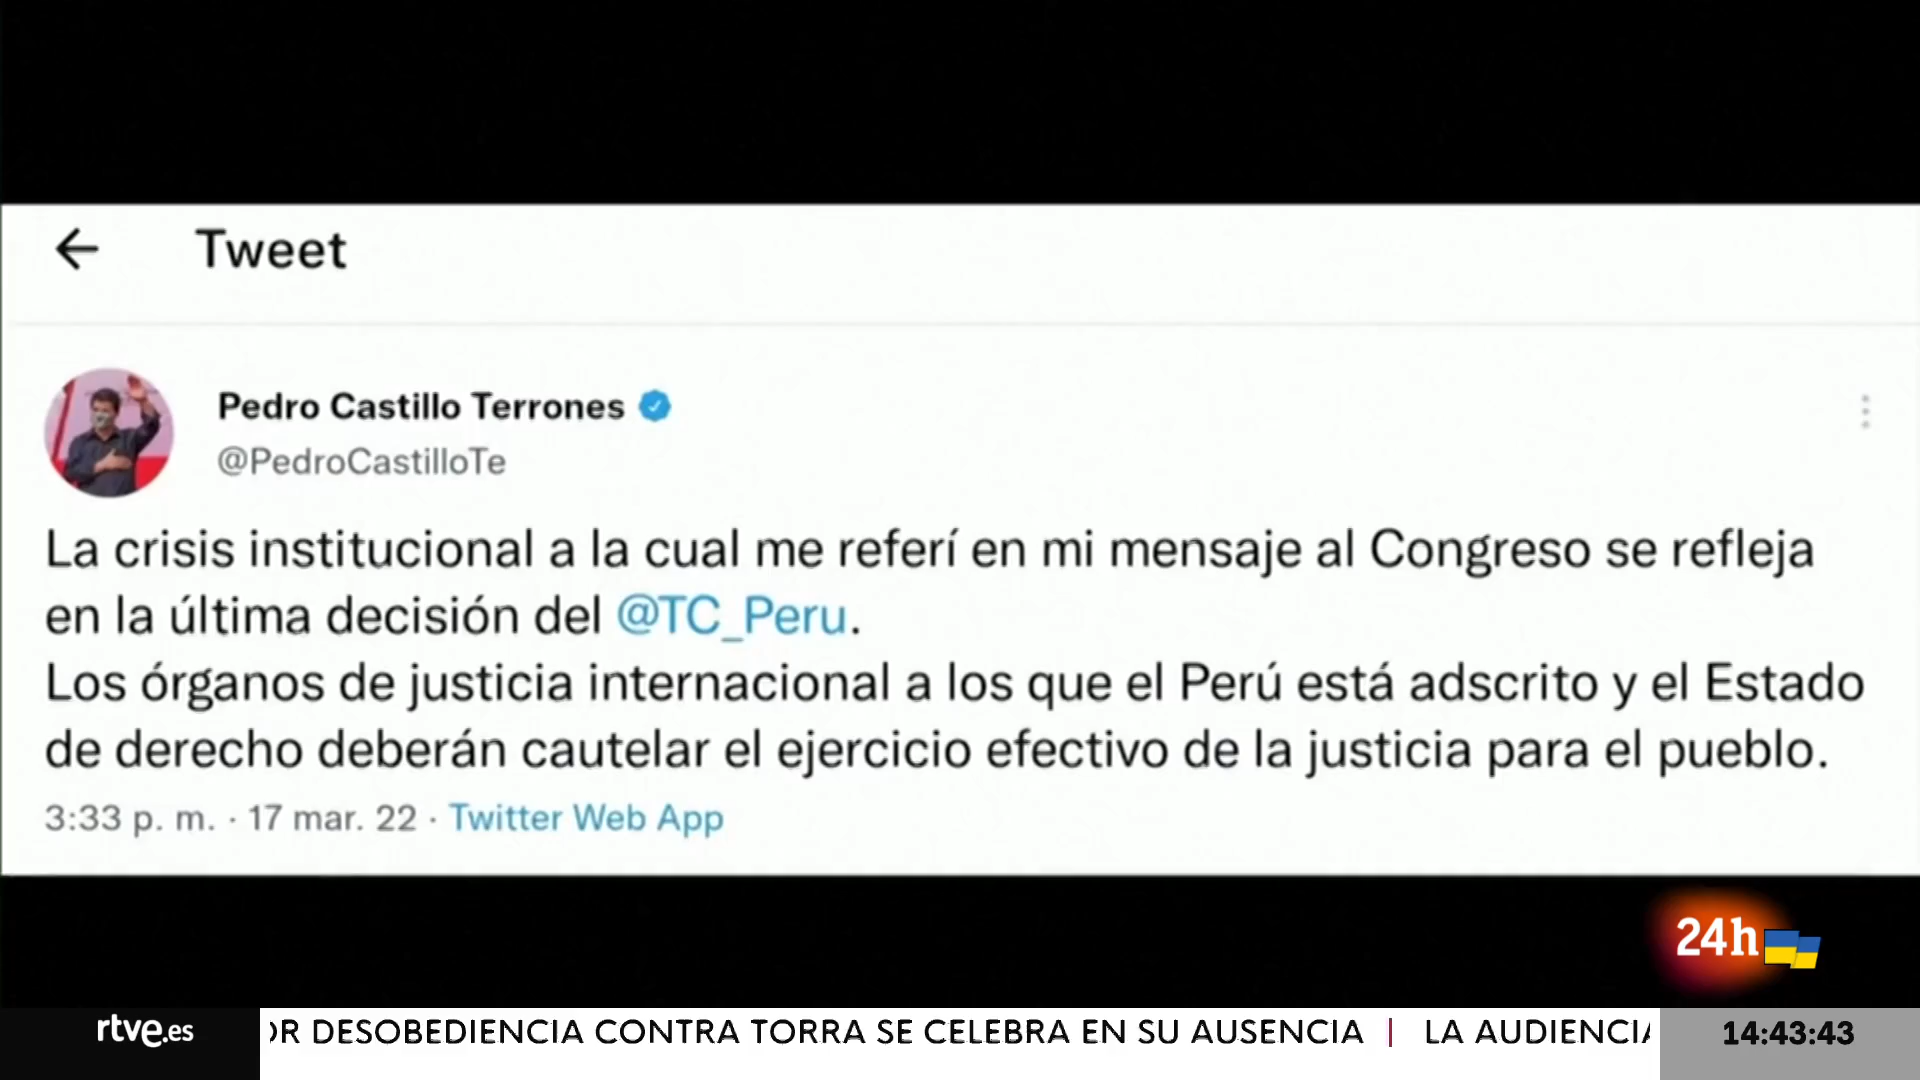 Tweet
Pedro Castillo Terrones
@PedroCastilloTe
La crisis institucional a la cual me referí en mi mensaje al Congreso se refleja
en la última decisión del @TC_Peru.
Los órganos de justicia internacional a los que el Perú está adscrito y el Estado
de derecho deberán cautelar el ejercicio efectivo de la justicia para el pueblo.
3:33 p. m. · 17 mar. 22 · Twitter Web App
24h
rtve.es
OR DESOBEDIENCIA CONTRA TORRA SE CELEBRA EN SU AUSENCIA | LA AUDIENCIA
14:43:43